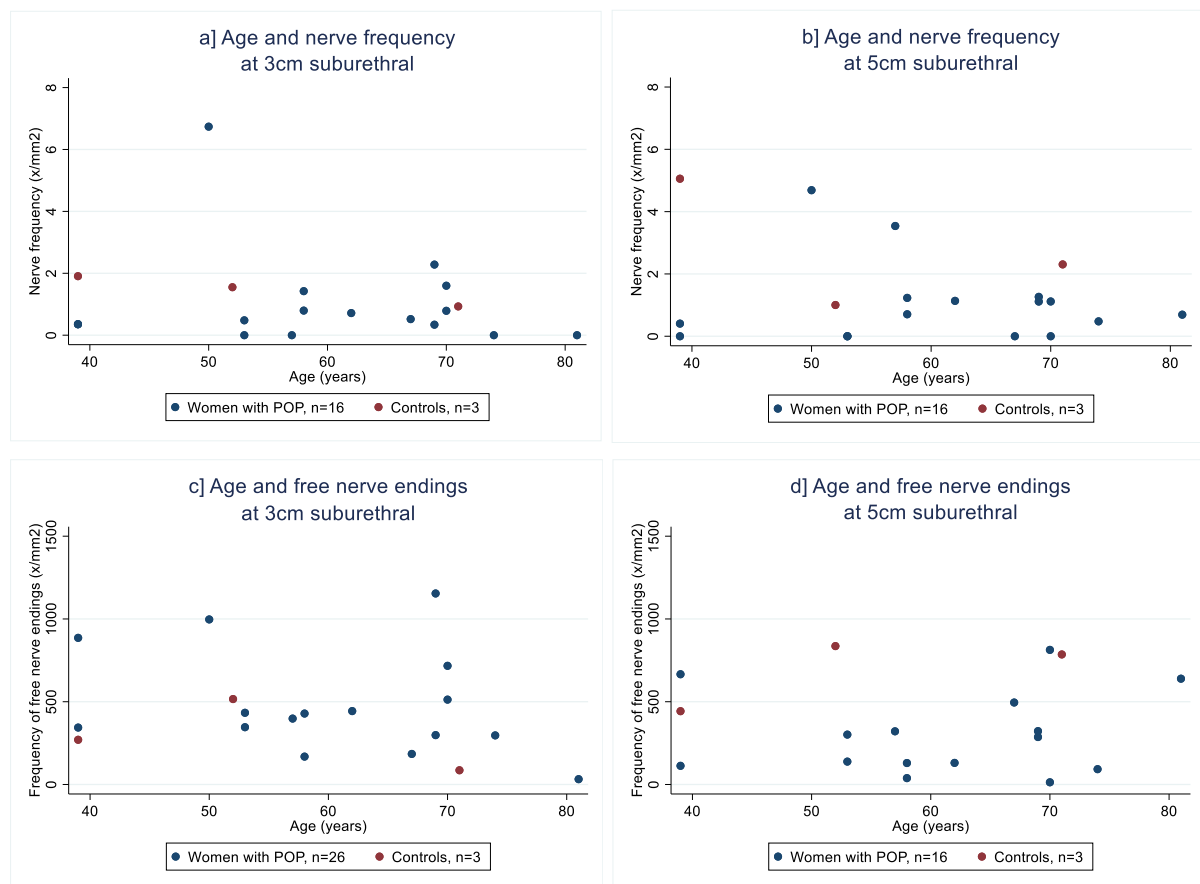 a] Age and nerve frequency
at 3cm suburethral
Nerve frequency (x/mm2)
8
6
4
2
0
40 50 60 70 80
Age (years)
Women with POP, n=16 Controls, n=3
b] Age and nerve frequency
at 5cm suburethral
Nerve frequency (x/mm2)
8
6
4
2
0
40 50 60 70 80
Age (years)
Women with POP, n=16 Controls, n=3
c] Age and free nerve endings
at 3cm suburethral
Frequency of free nerve endings (x/mm2)
1500
1000
500
0
40 50 60 70 80
Age (years)
Women with POP, n=26 Controls, n=3
d] Age and free nerve endings
at 5cm suburethral
Frequency of free nerve endings (x/mm2)
1500
1000
500
0
40 50 60 70 80
Age (years)
Women with POP, n=16 Controls, n=3